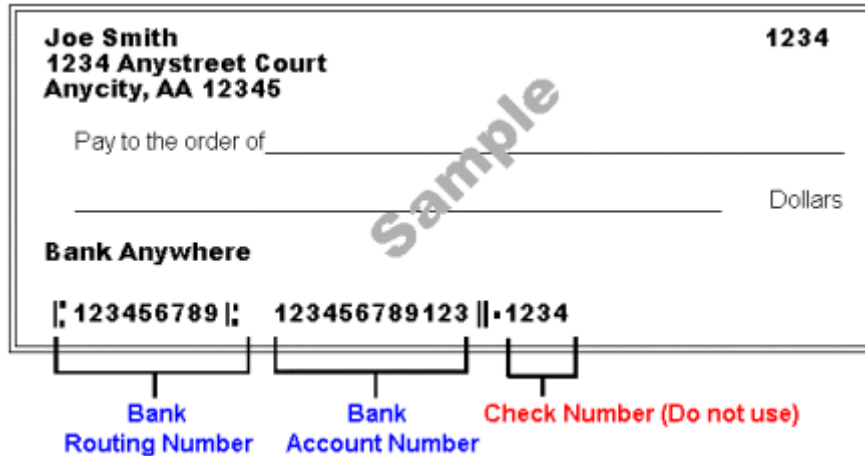 Joe Smith 1234
1234 Anystreet Court
Anycity, AA 12345
Sample
Pay to the order of
Dollars
Bank Anywhere
⑆123456789⑆ 123456789123⑈1234
Bank Bank Check Number (Do not use)
Routing Number Account Number